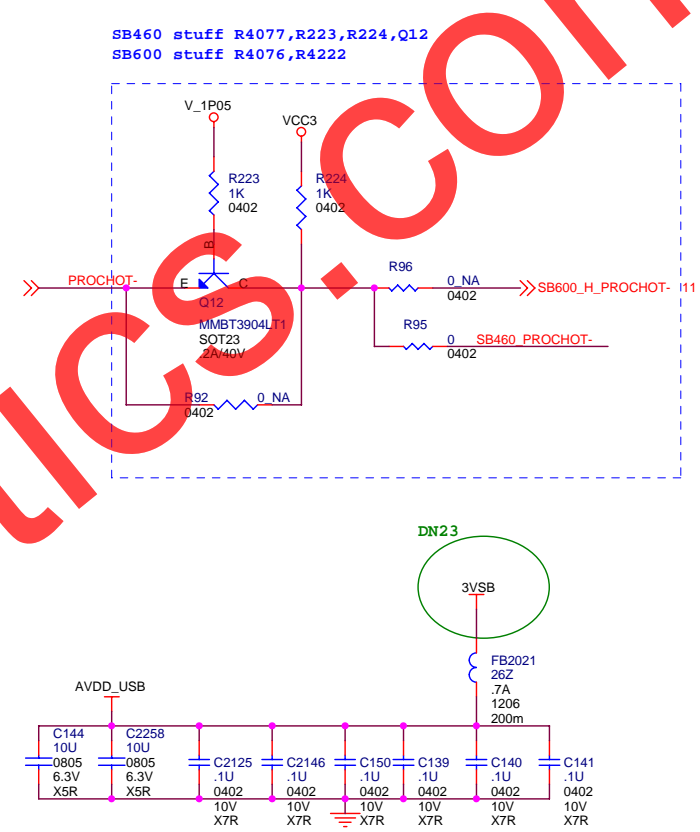 SB460 stuff R4077,R223,R224,Q12
SB600 stuff R4076,R4222
V_1P05
VCC3
R223
1K
0402
R224
1K
0402
B
PROCHOT-
E
C
Q12
MMBT3904LT1
SOT23
.2A/40V
R96
0_NA
0402
SB600_H_PROCHOT- 11
R95
0
0402
SB460_PROCHOT-
R92
0402
0_NA
DN23
3VSB
FB2021
26Z
.7A
1206
200m
AVDD_USB
C144
10U
0805
6.3V
X5R
C2258
10U
0805
6.3V
X5R
C2125
.1U
0402
10V
X7R
C2146
.1U
0402
10V
X7R
C150
.1U
0402
10V
X7R
C139
.1U
0402
10V
X7R
C140
.1U
0402
10V
X7R
C141
.1U
0402
10V
X7R
tics.com